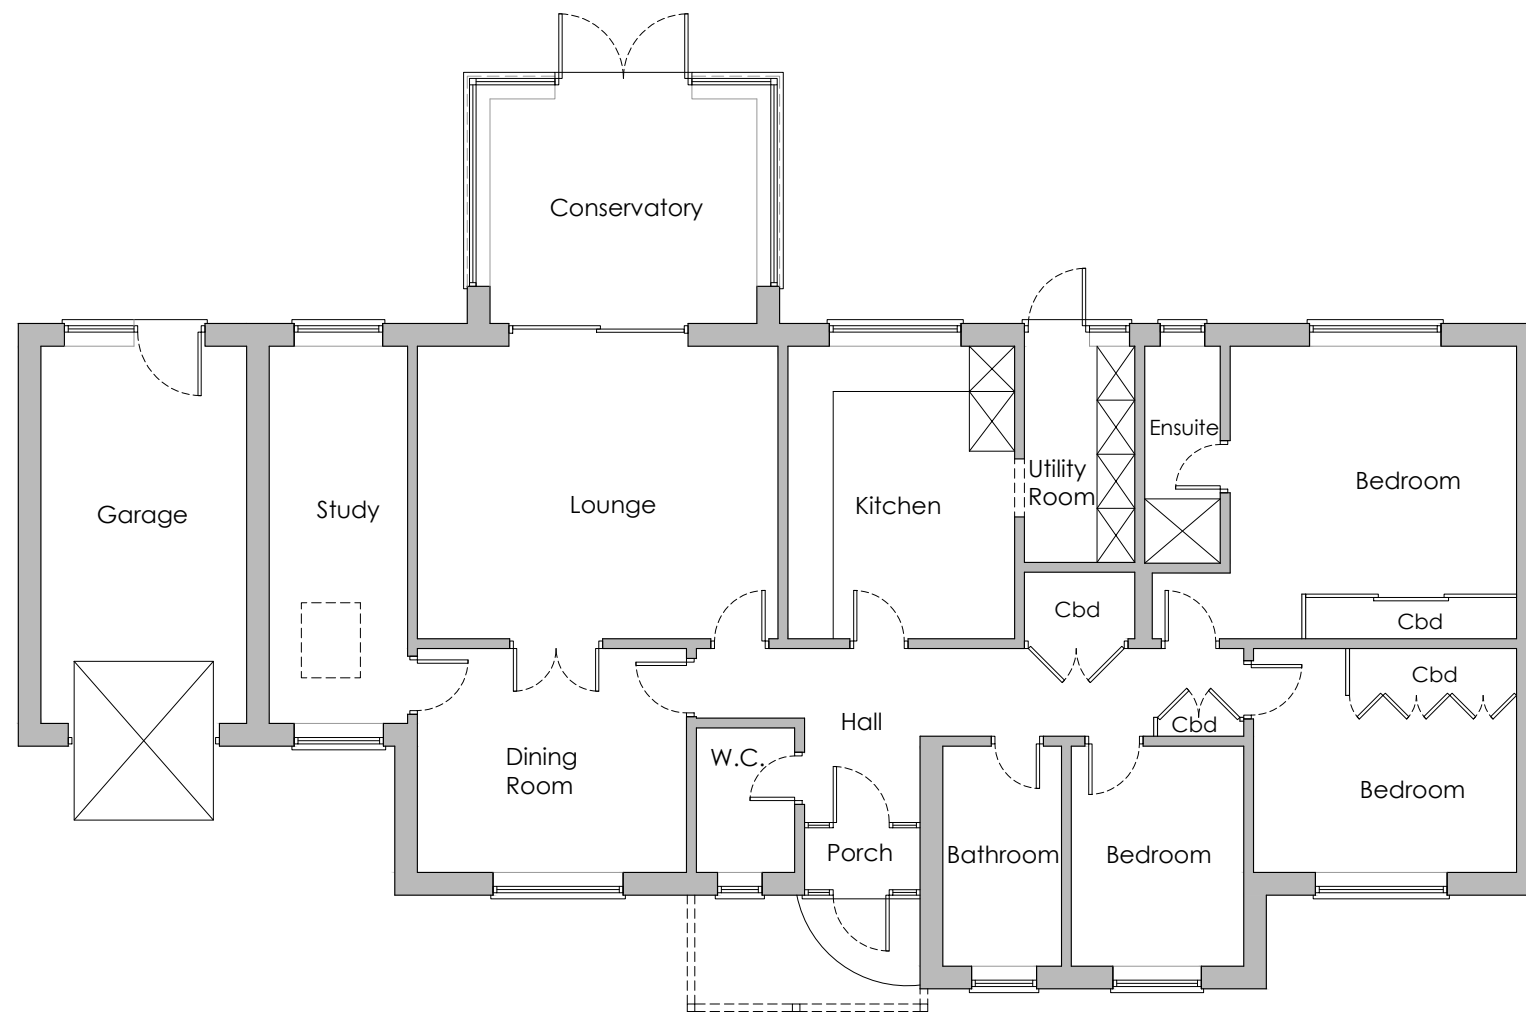 Conservatory
Ensuite
Utility
Room
Bedroom
Garage
Study
Lounge
Kitchen
Cbd
Cbd
Cbd
Hall
Cbd
Dining
Room
W.C.
Bedroom
Porch
Bathroom
Bedroom